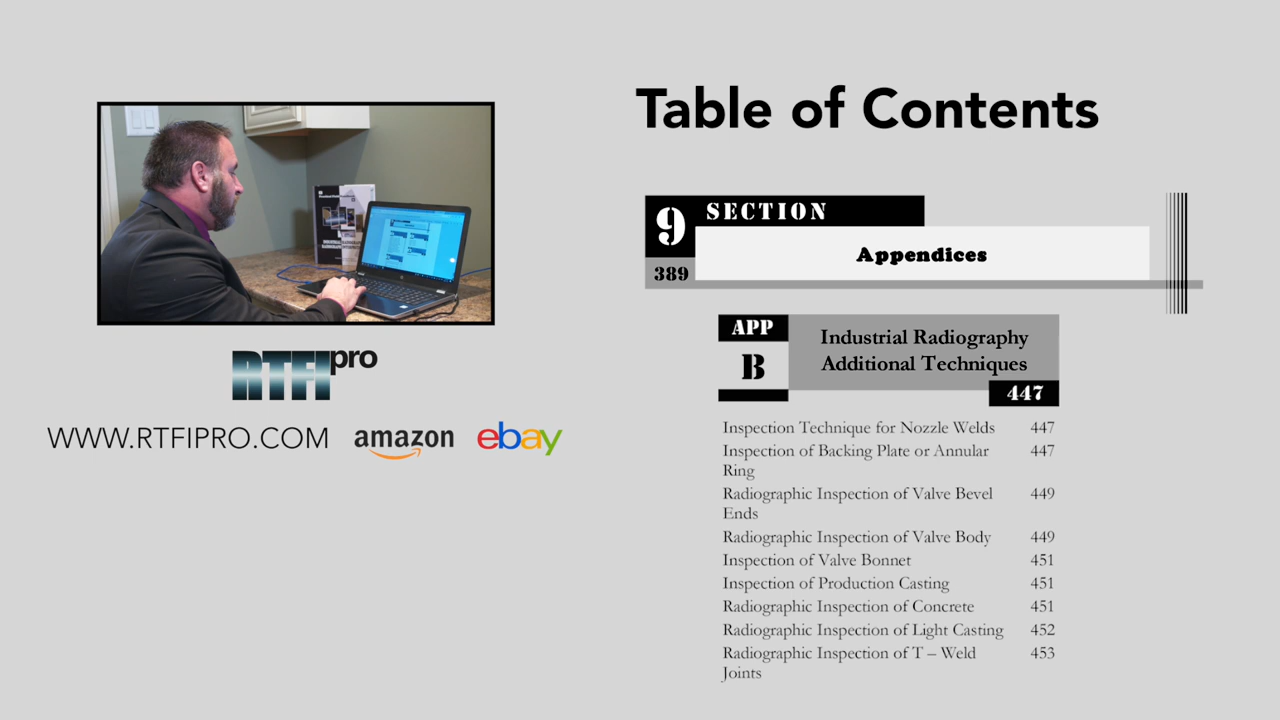 Table of Contents
9 SECTION
Appendices
389
APP
B
Industrial Radiography
Additional Techniques
447
Inspection Technique for Nozzle Welds 447
Inspection of Backing Plate or Annular 447
Ring
Radiographic Inspection of Valve Bevel 449
Ends
Radiographic Inspection of Valve Body 449
Inspection of Valve Bonnet 451
Inspection of Production Casting 451
Radiographic Inspection of Concrete 451
Radiographic Inspection of Light Casting 452
Radiographic Inspection of T – Weld 453
Joints
RTFI pro
WWW.RTFIPRO.COM amazon ebay